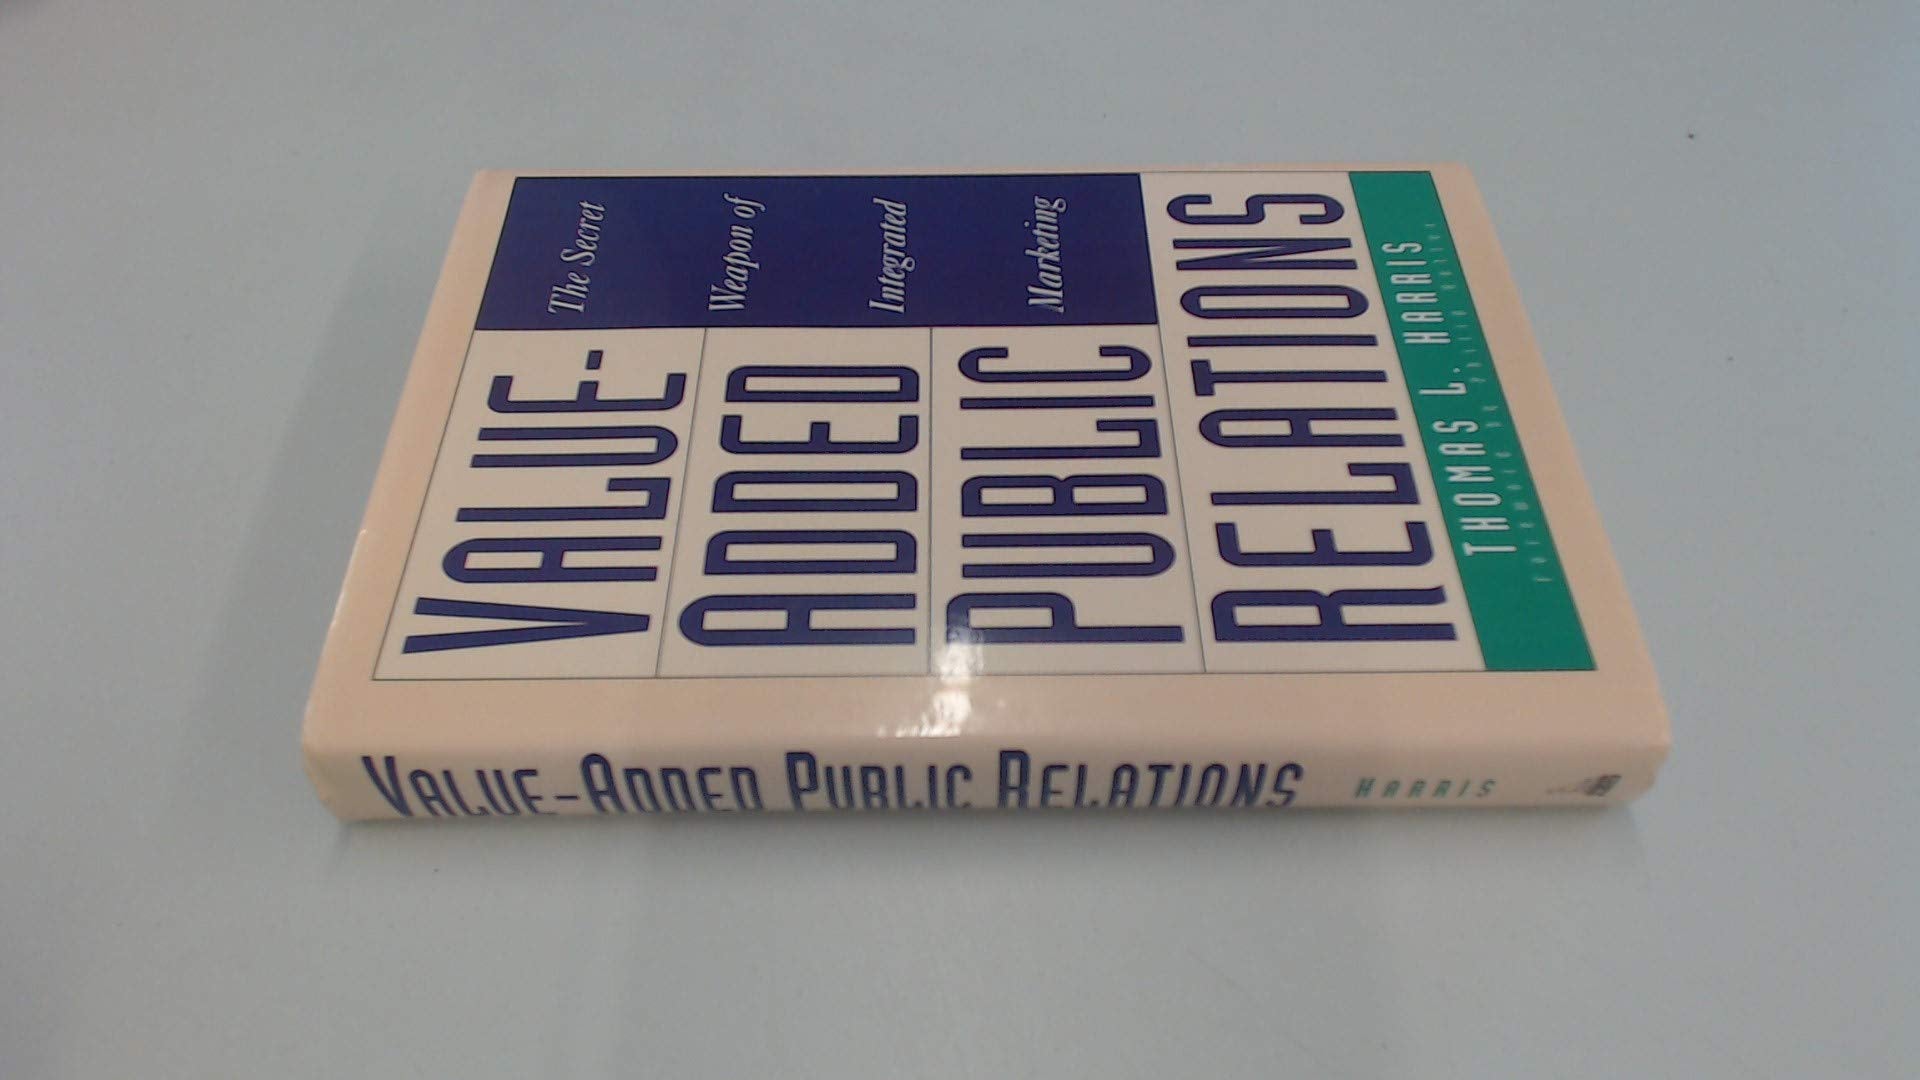 VALUE-
ADDED
PUBLIC
RELATIONS
The Secret
Weapon of
Integrated
Marketing
THOMAS L. HARRIS
VALUE-ADDED PUBLIC RELATIONS HARRIS